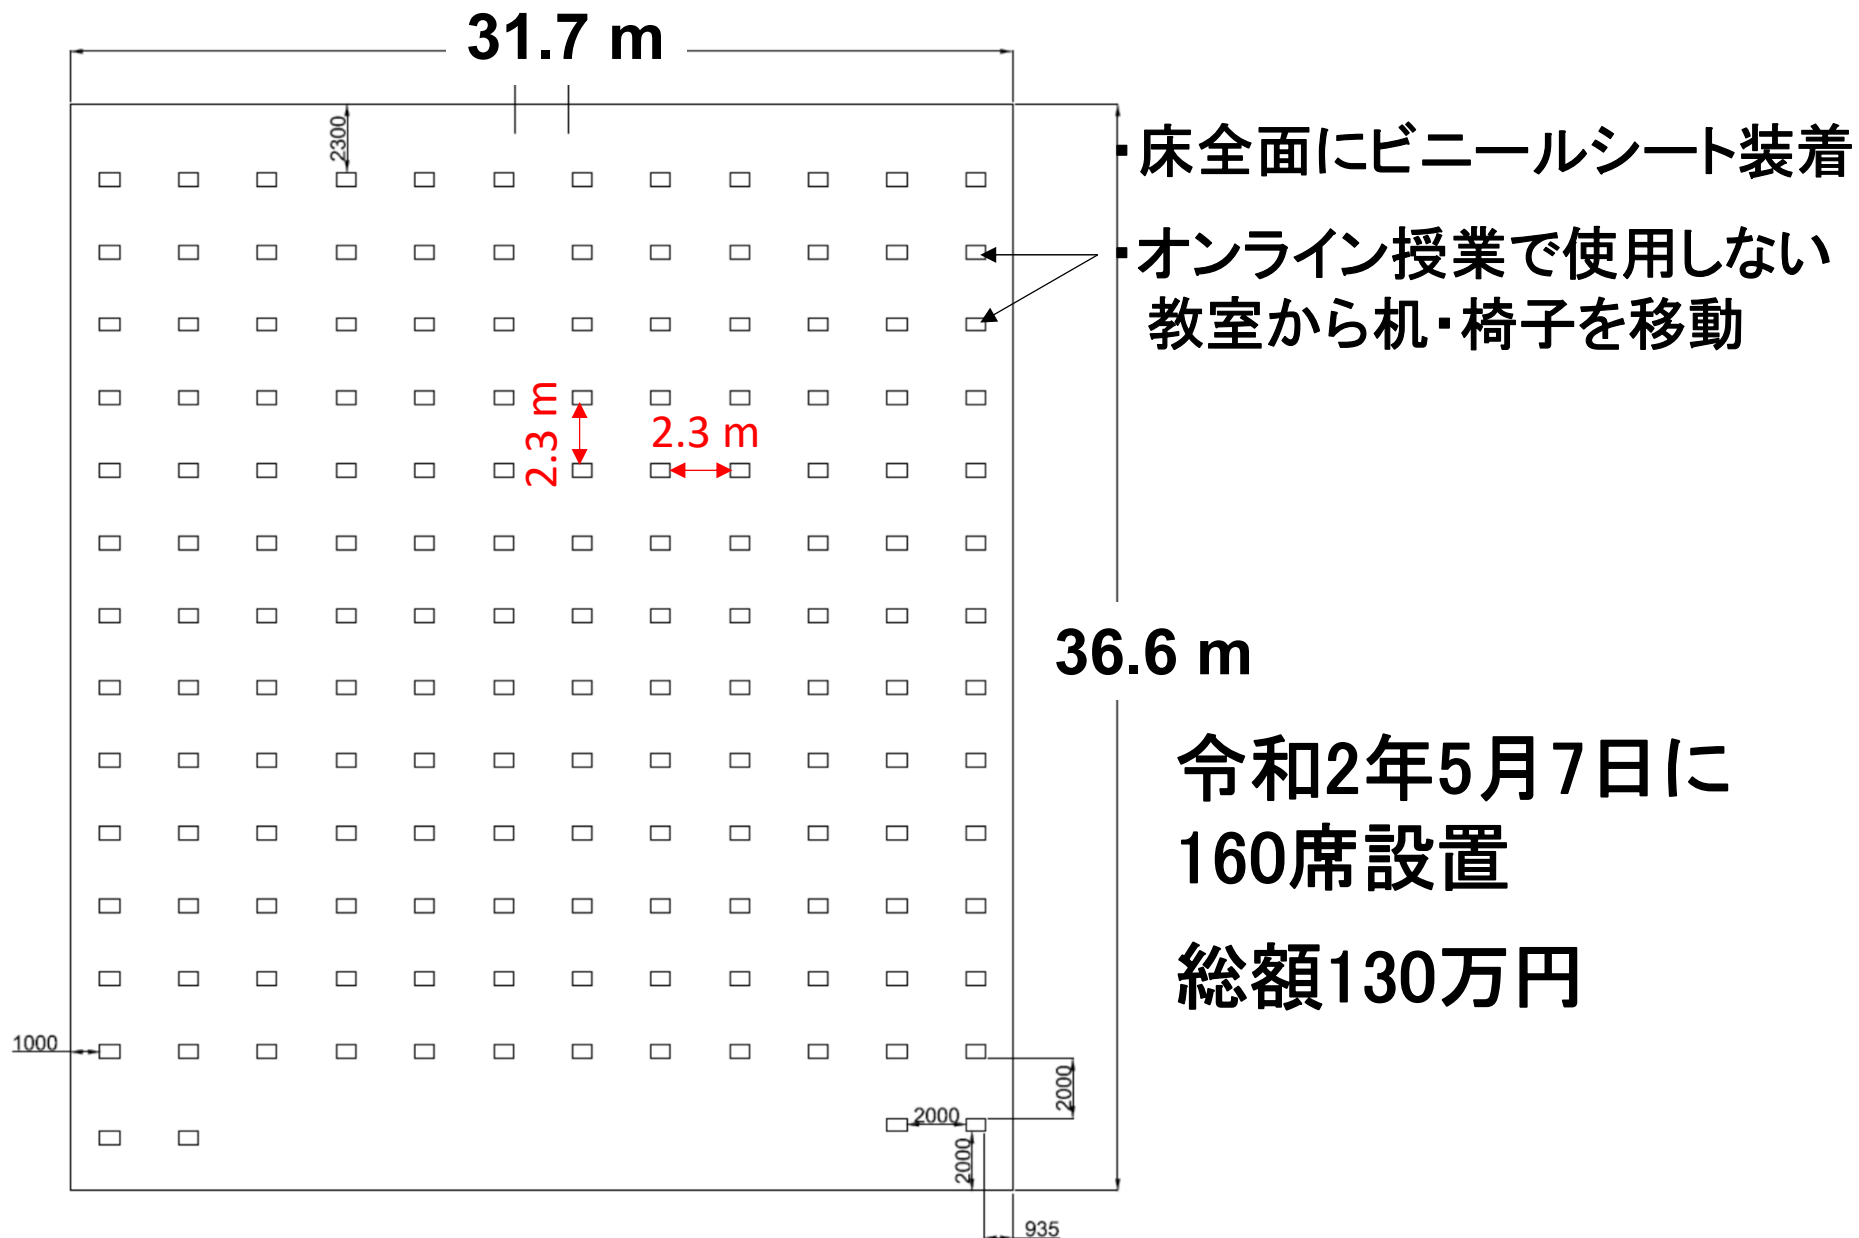 31.7 m
2300
・床全面にビニールシート装着
・オンライン授業で使用しない
教室から机・椅子を移動
2.3 m
2.3 m
36.6 m
令和2年5月7日に
160席設置
総額130万円
1000
2000
2000
2000
935